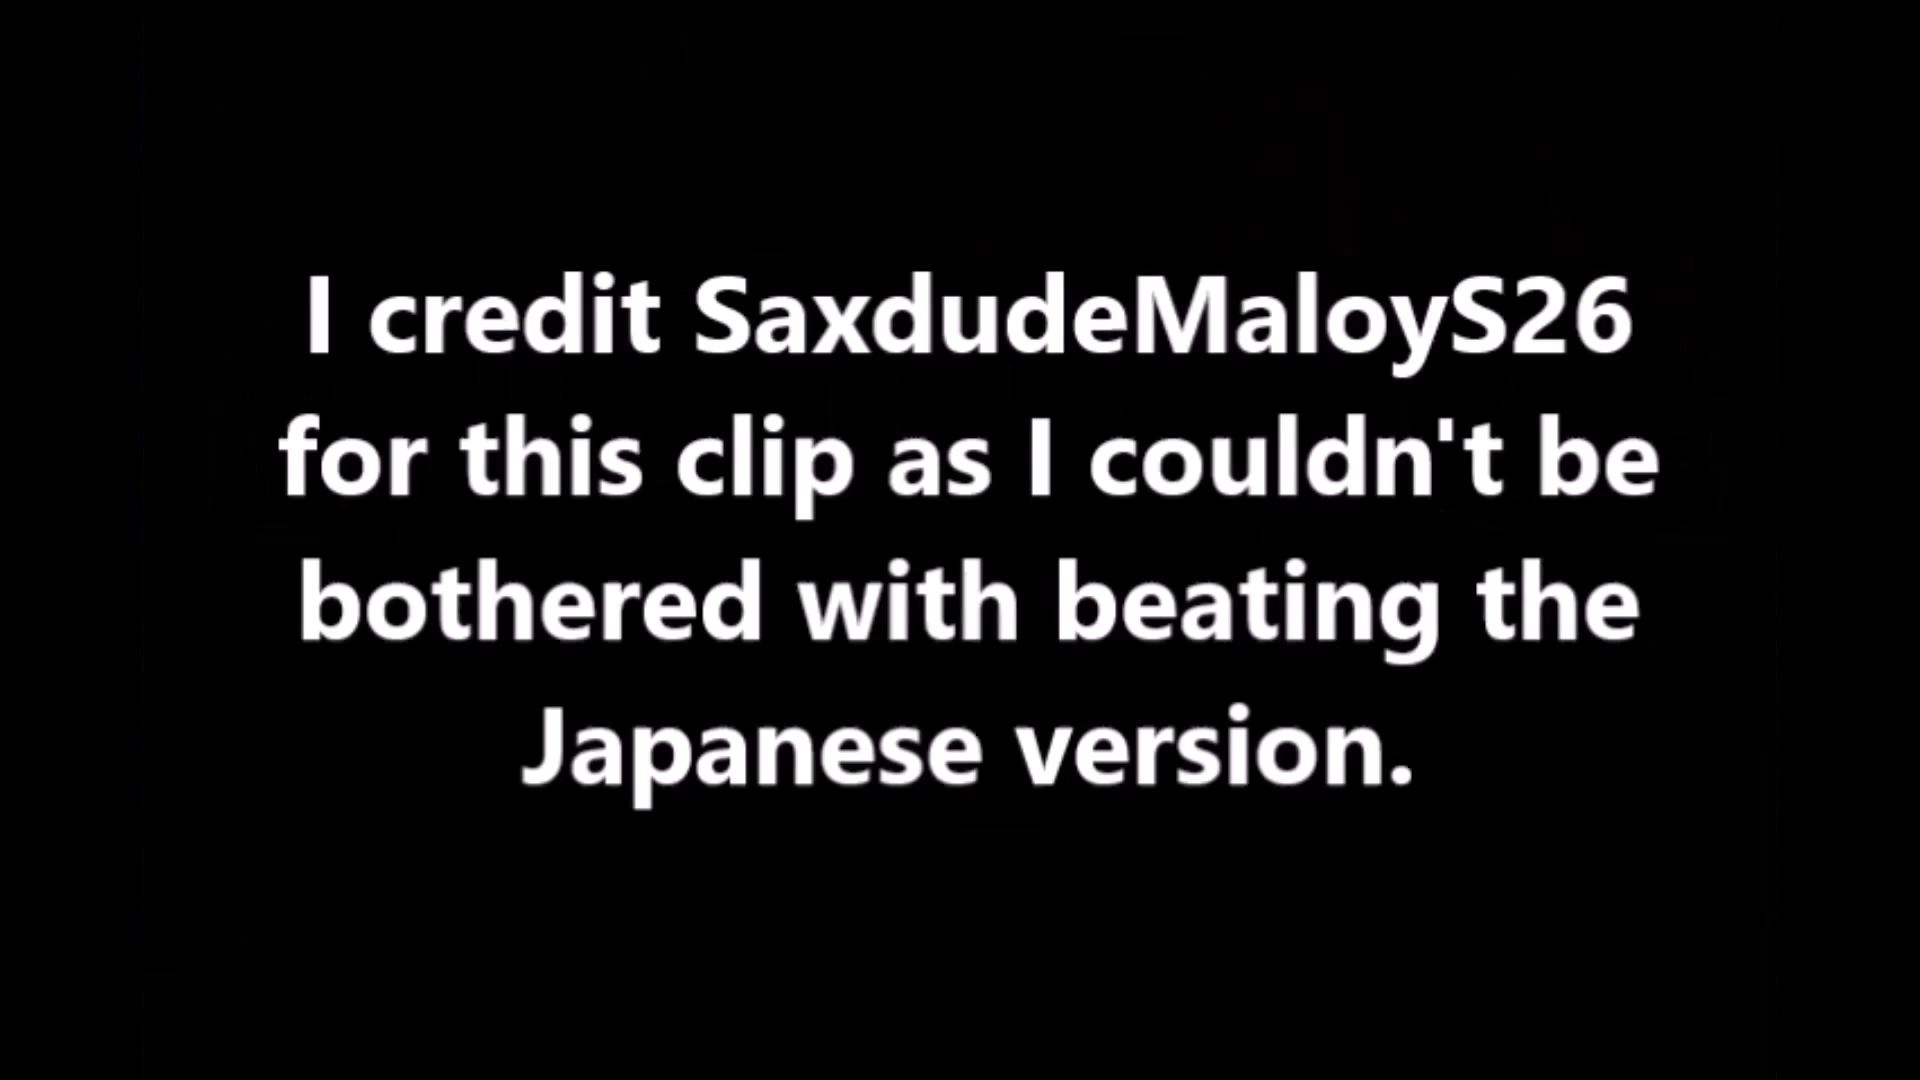 I credit SaxdudeMaloyS26
for this clip as I couldn't be
bothered with beating the
Japanese version.